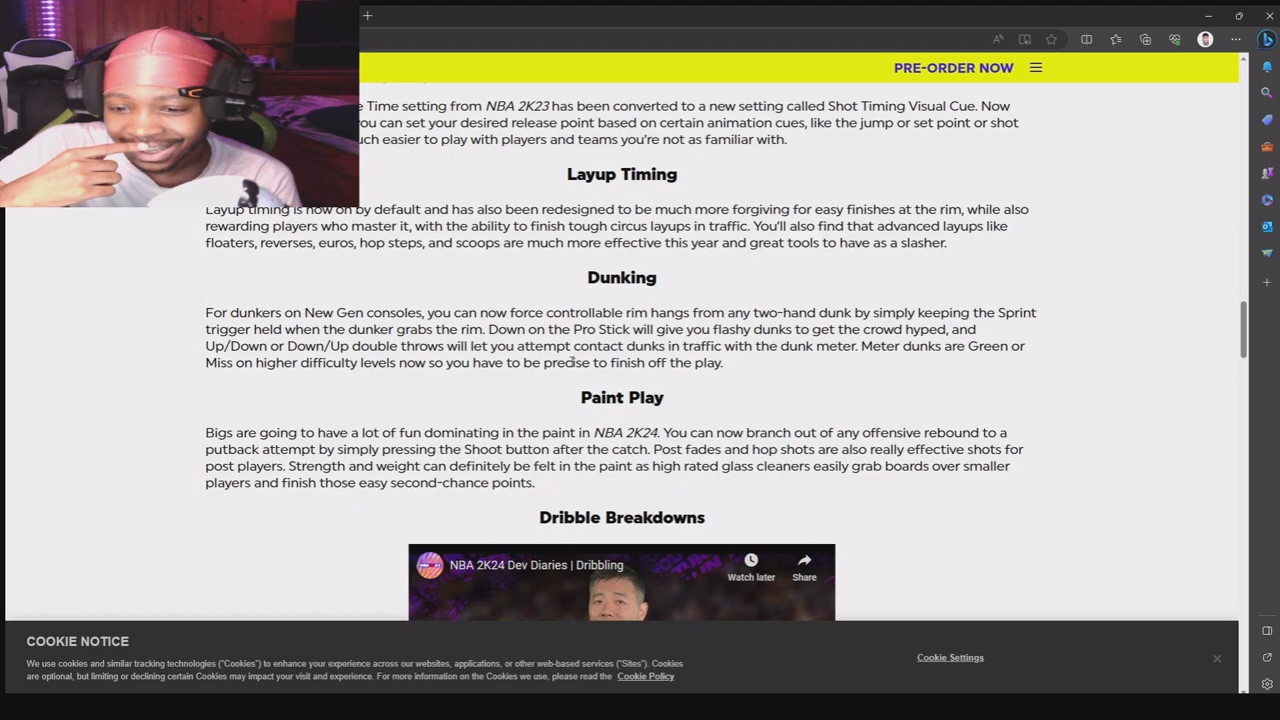 PRE-ORDER NOW
e Time setting from NBA 2K23 has been converted to a new setting called Shot Timing Visual Cue. Now
you can set your desired release point based on certain animation cues, like the jump or set point or shot
uch easier to play with players and teams you're not as familiar with.
Layup Timing
Layup timing is now on by default and has also been redesigned to be much more forgiving for easy finishes at the rim, while also
rewarding players who master it, with the ability to finish tough circus layups in traffic. You'll also find that advanced layups like
floaters, reverses, euros, hop steps, and scoops are much more effective this year and great tools to have as a slasher.
Dunking
For dunkers on New Gen consoles, you can now force controllable rim hangs from any two-hand dunk by simply keeping the Sprint
trigger held when the dunker grabs the rim. Down on the Pro Stick will give you flashy dunks to get the crowd hyped, and
Up/Down or Down/Up double throws will let you attempt contact dunks in traffic with the dunk meter. Meter dunks are Green or
Miss on higher difficulty levels now so you have to be precise to finish off the play.
Paint Play
Bigs are going to have a lot of fun dominating in the paint in NBA 2K24. You can now branch out of any offensive rebound to a
putback attempt by simply pressing the Shoot button after the catch. Post fades and hop shots are also really effective shots for
post players. Strength and weight can definitely be felt in the paint as high rated glass cleaners easily grab boards over smaller
players and finish those easy second-chance points.
Dribble Breakdowns
NBA 2K24 Dev Diaries | Dribbling
Watch later
Share
COOKIE NOTICE
We use cookies and similar tracking technologies ("Cookies") to enhance your experience across our websites, applications, or other web-based services ("Sites"). Cookies
are optional, but limiting or declining certain Cookies may impact your visit and experience. For more information on the Cookies we use, please read the Cookie Policy
Cookie Settings